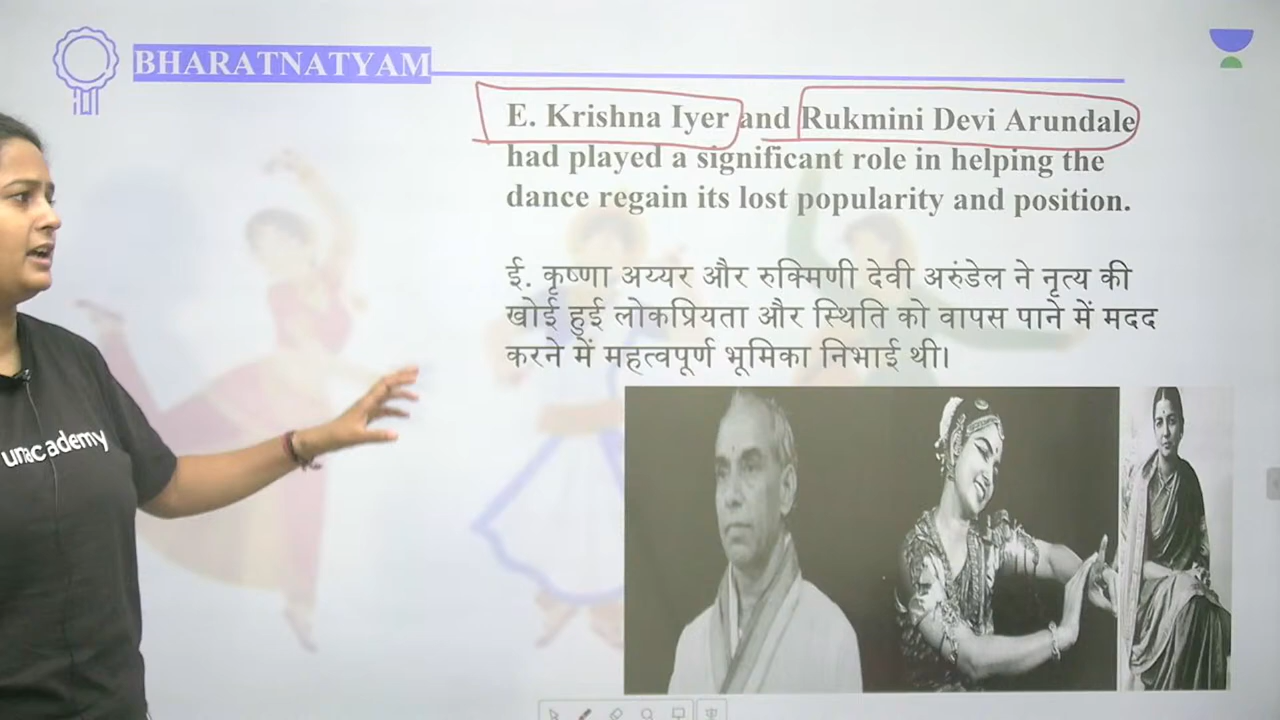 BHARATNATYAM
E. Krishna Iyer and Rukmini Devi Arundale
had played a significant role in helping the
dance regain its lost popularity and position.
ई. कृष्णा अय्यर और रुक्मिणी देवी अरुंडेल ने नृत्य की
खोई हुई लोकप्रियता और स्थिति को वापस पाने में मदद
करने में महत्वपूर्ण भूमिका निभाई थी।
unacademy